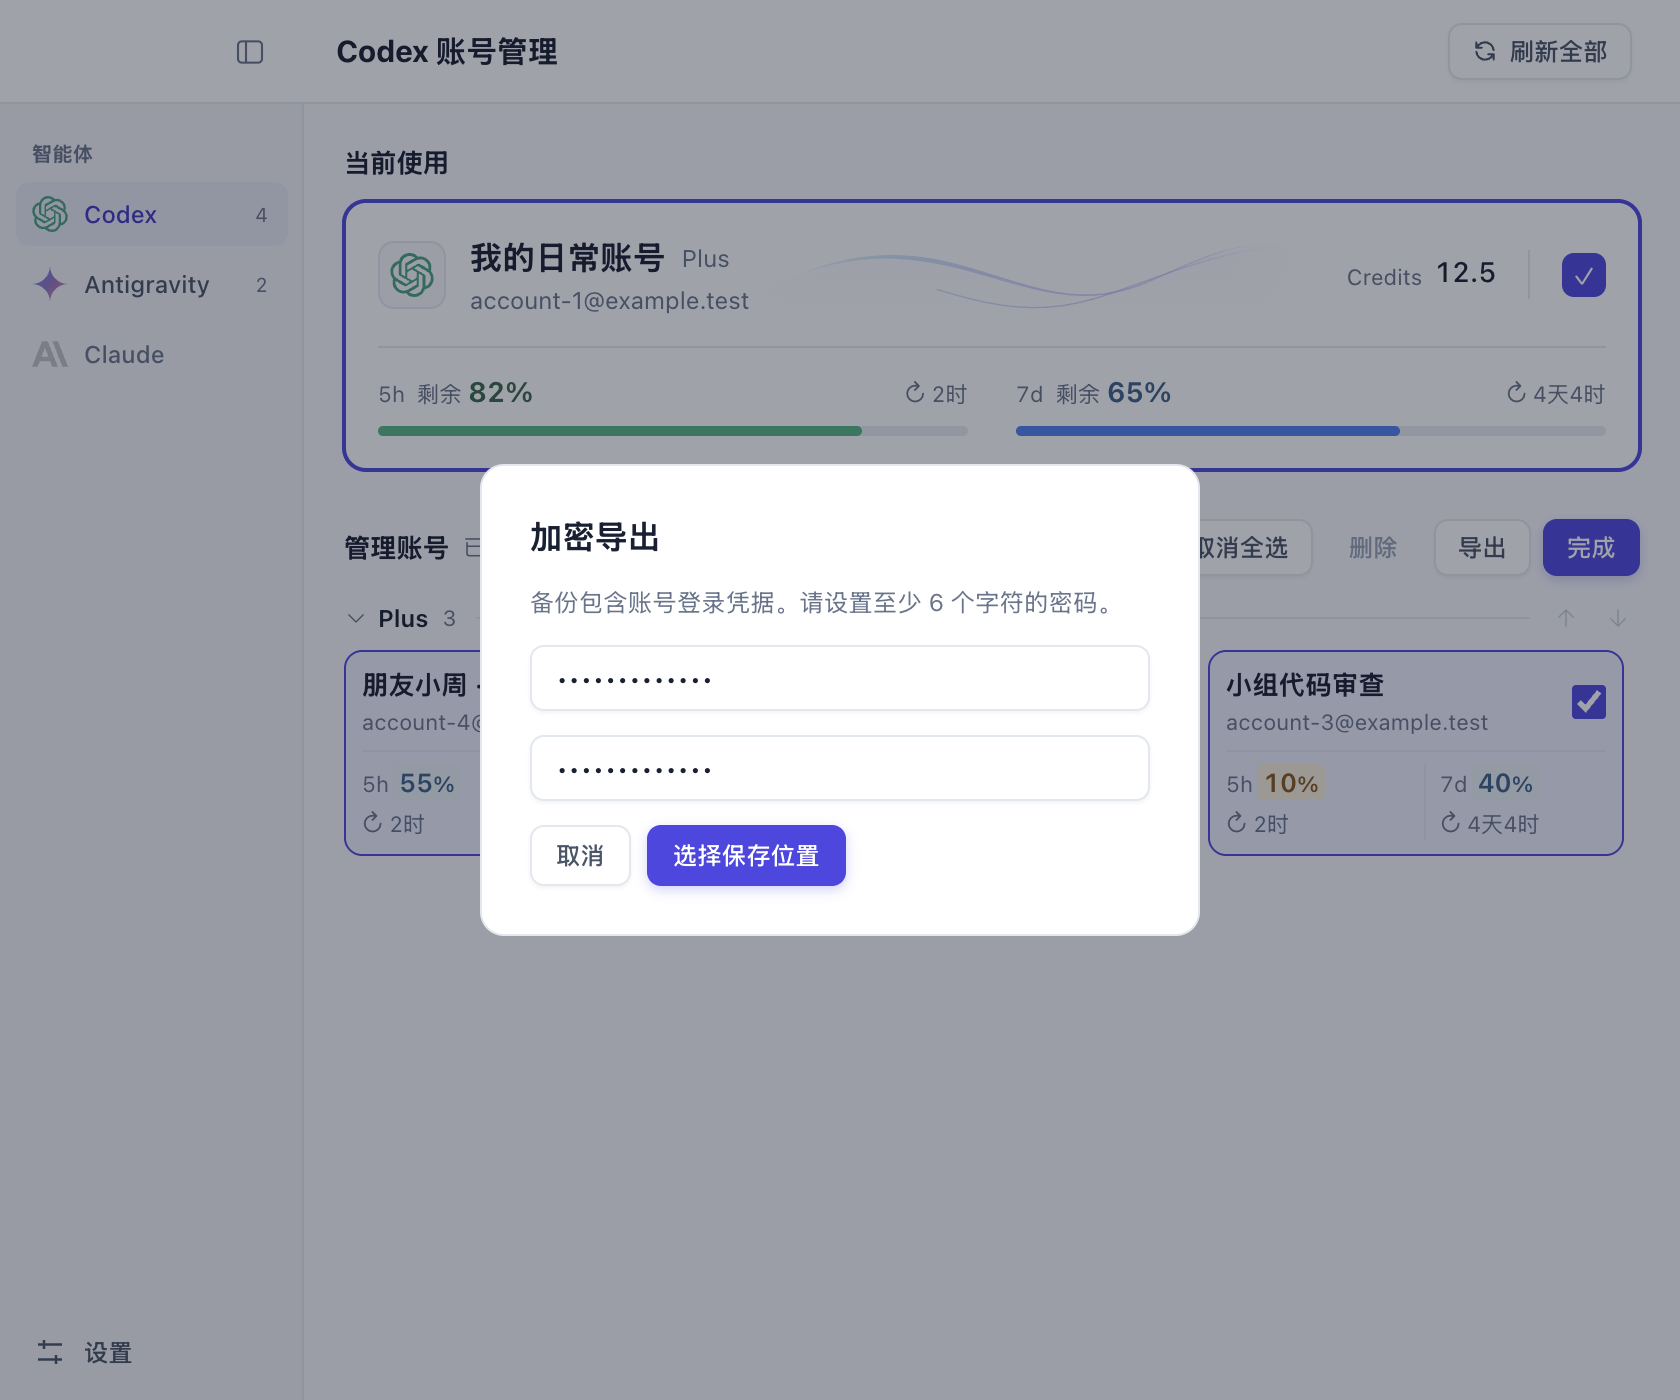 Codex 账号管理
刷新全部
智能体
Codex 4
Antigravity 2
Claude
设置
当前使用
我的日常账号 Plus
account-1@example.test
Credits 12.5
5h 剩余 82% 2时
7d 剩余 65% 4天4时
管理账号
取消全选 删除 导出 完成
Plus 3
朋友小周
account-4@
5h 55%
2时
小组代码审查
account-3@example.test
5h 10% 7d 40%
2时 4天4时
加密导出
备份包含账号登录凭据。请设置至少 6 个字符的密码。
•••••••••••••
•••••••••••••
取消 选择保存位置